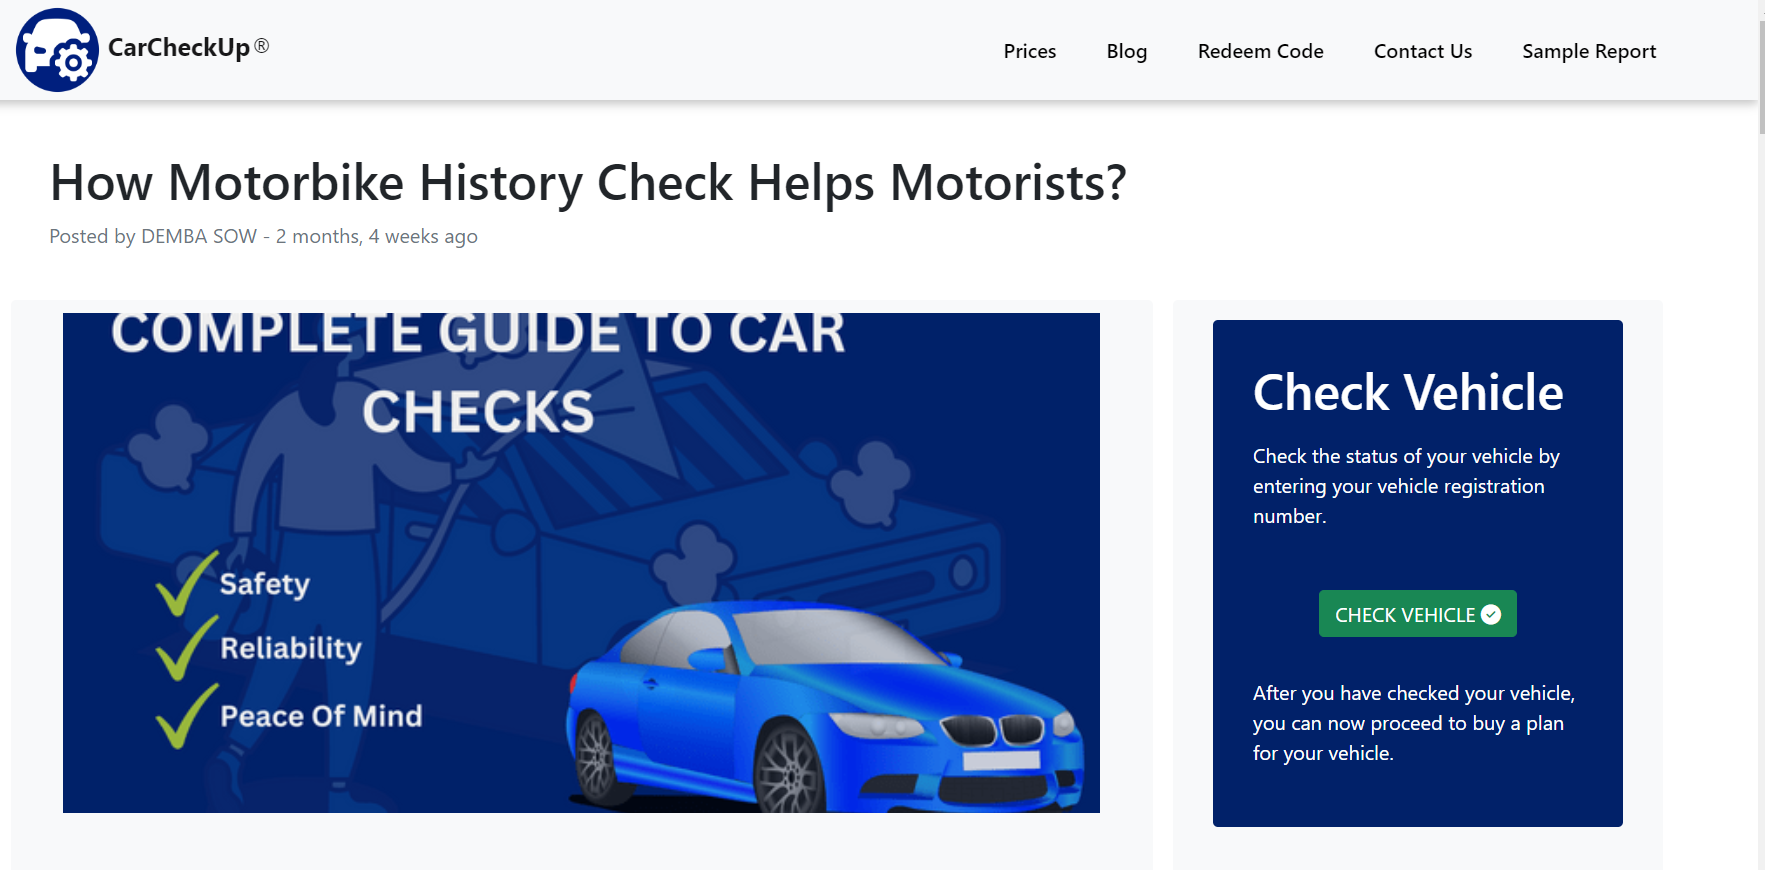 CarCheckUp ®
Prices
Blog
Redeem Code
Contact Us
Sample Report
How Motorbike History Check Helps Motorists?
Posted by DEMBA SOW - 2 months, 4 weeks ago
COMPLETE GUIDE TO CAR
CHECKS
Safety
Reliability
Peace Of Mind
Check Vehicle
Check the status of your vehicle by
entering your vehicle registration
number.
CHECK VEHICLE
After you have checked your vehicle,
you can now proceed to buy a plan
for your vehicle.